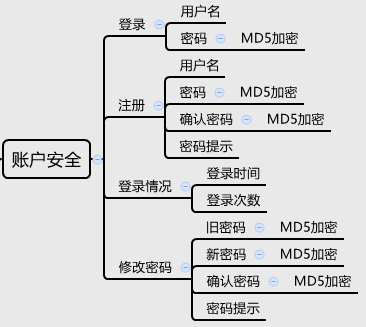 登录
用户名
密码 MD5加密
注册
用户名
密码 MD5加密
确认密码 MD5加密
密码提示
账户安全
登录情况
登录时间
登录次数
修改密码
旧密码 MD5加密
新密码 MD5加密
确认密码 MD5加密
密码提示